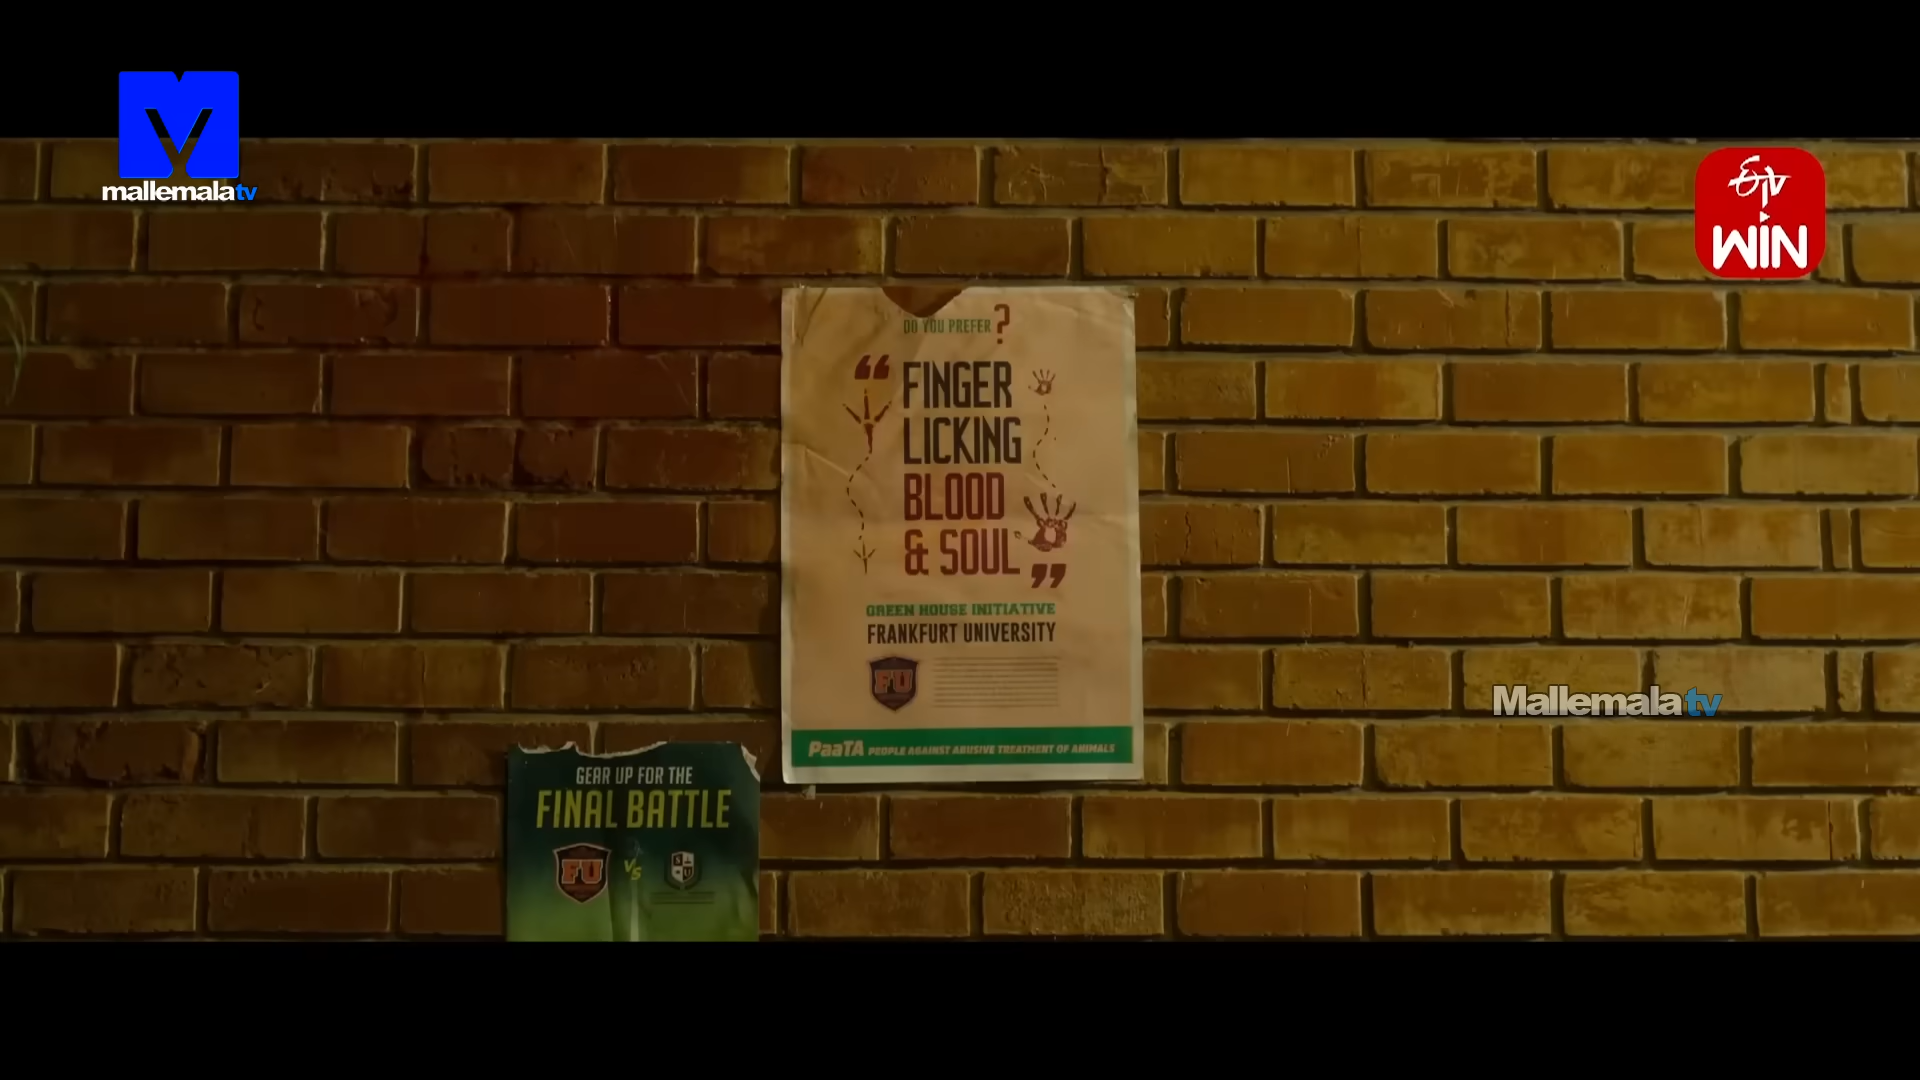 mallemalatv
ఈటీవీ
WIN
DO YOU PREFER ?
“FINGER
LICKING
BLOOD
& SOUL”
GREEN HOUSE INITIATIVE
FRANKFURT UNIVERSITY
FU
PaaTA PEOPLE AGAINST ABUSIVE TREATMENT OF ANIMALS
Mallemalatv
GEAR UP FOR THE
FINAL BATTLE
FU VS